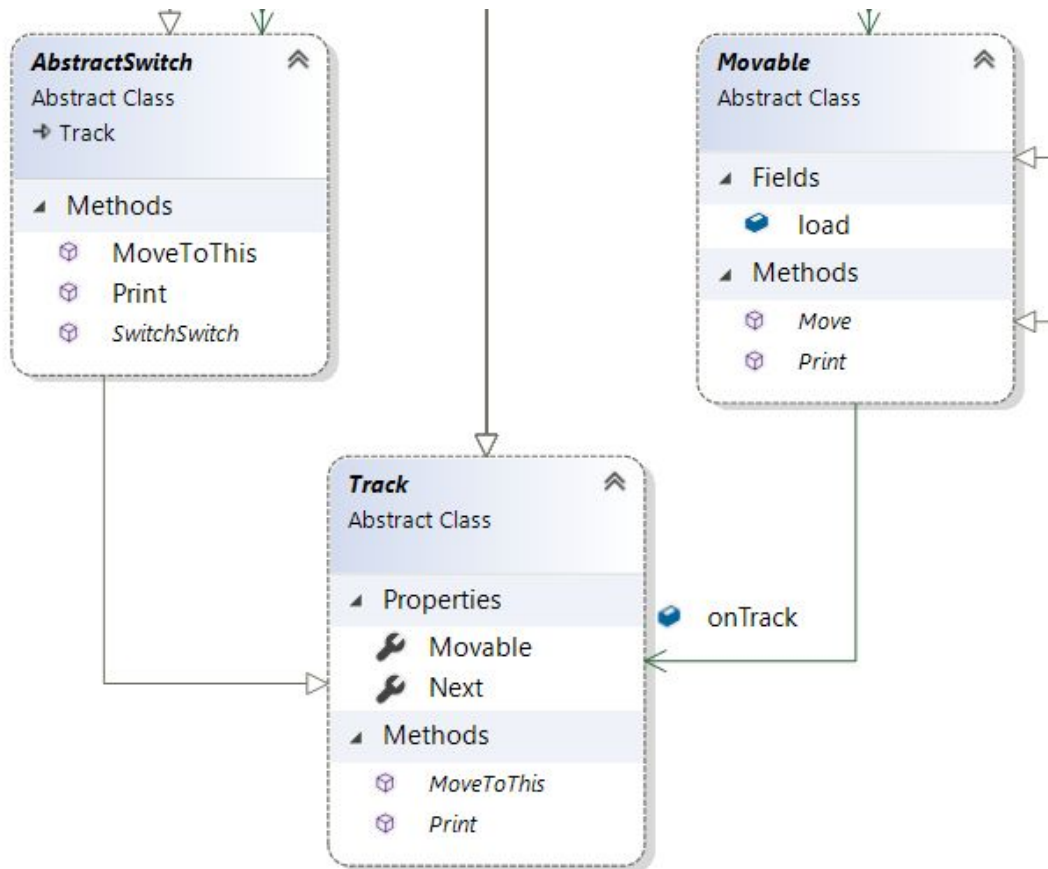 AbstractSwitch
Abstract Class
Track
Methods
MoveToThis
Print
SwitchSwitch
Movable
Abstract Class
Fields
load
Methods
Move
Print
Track
Abstract Class
Properties
Movable
Next
Methods
MoveToThis
Print
onTrack